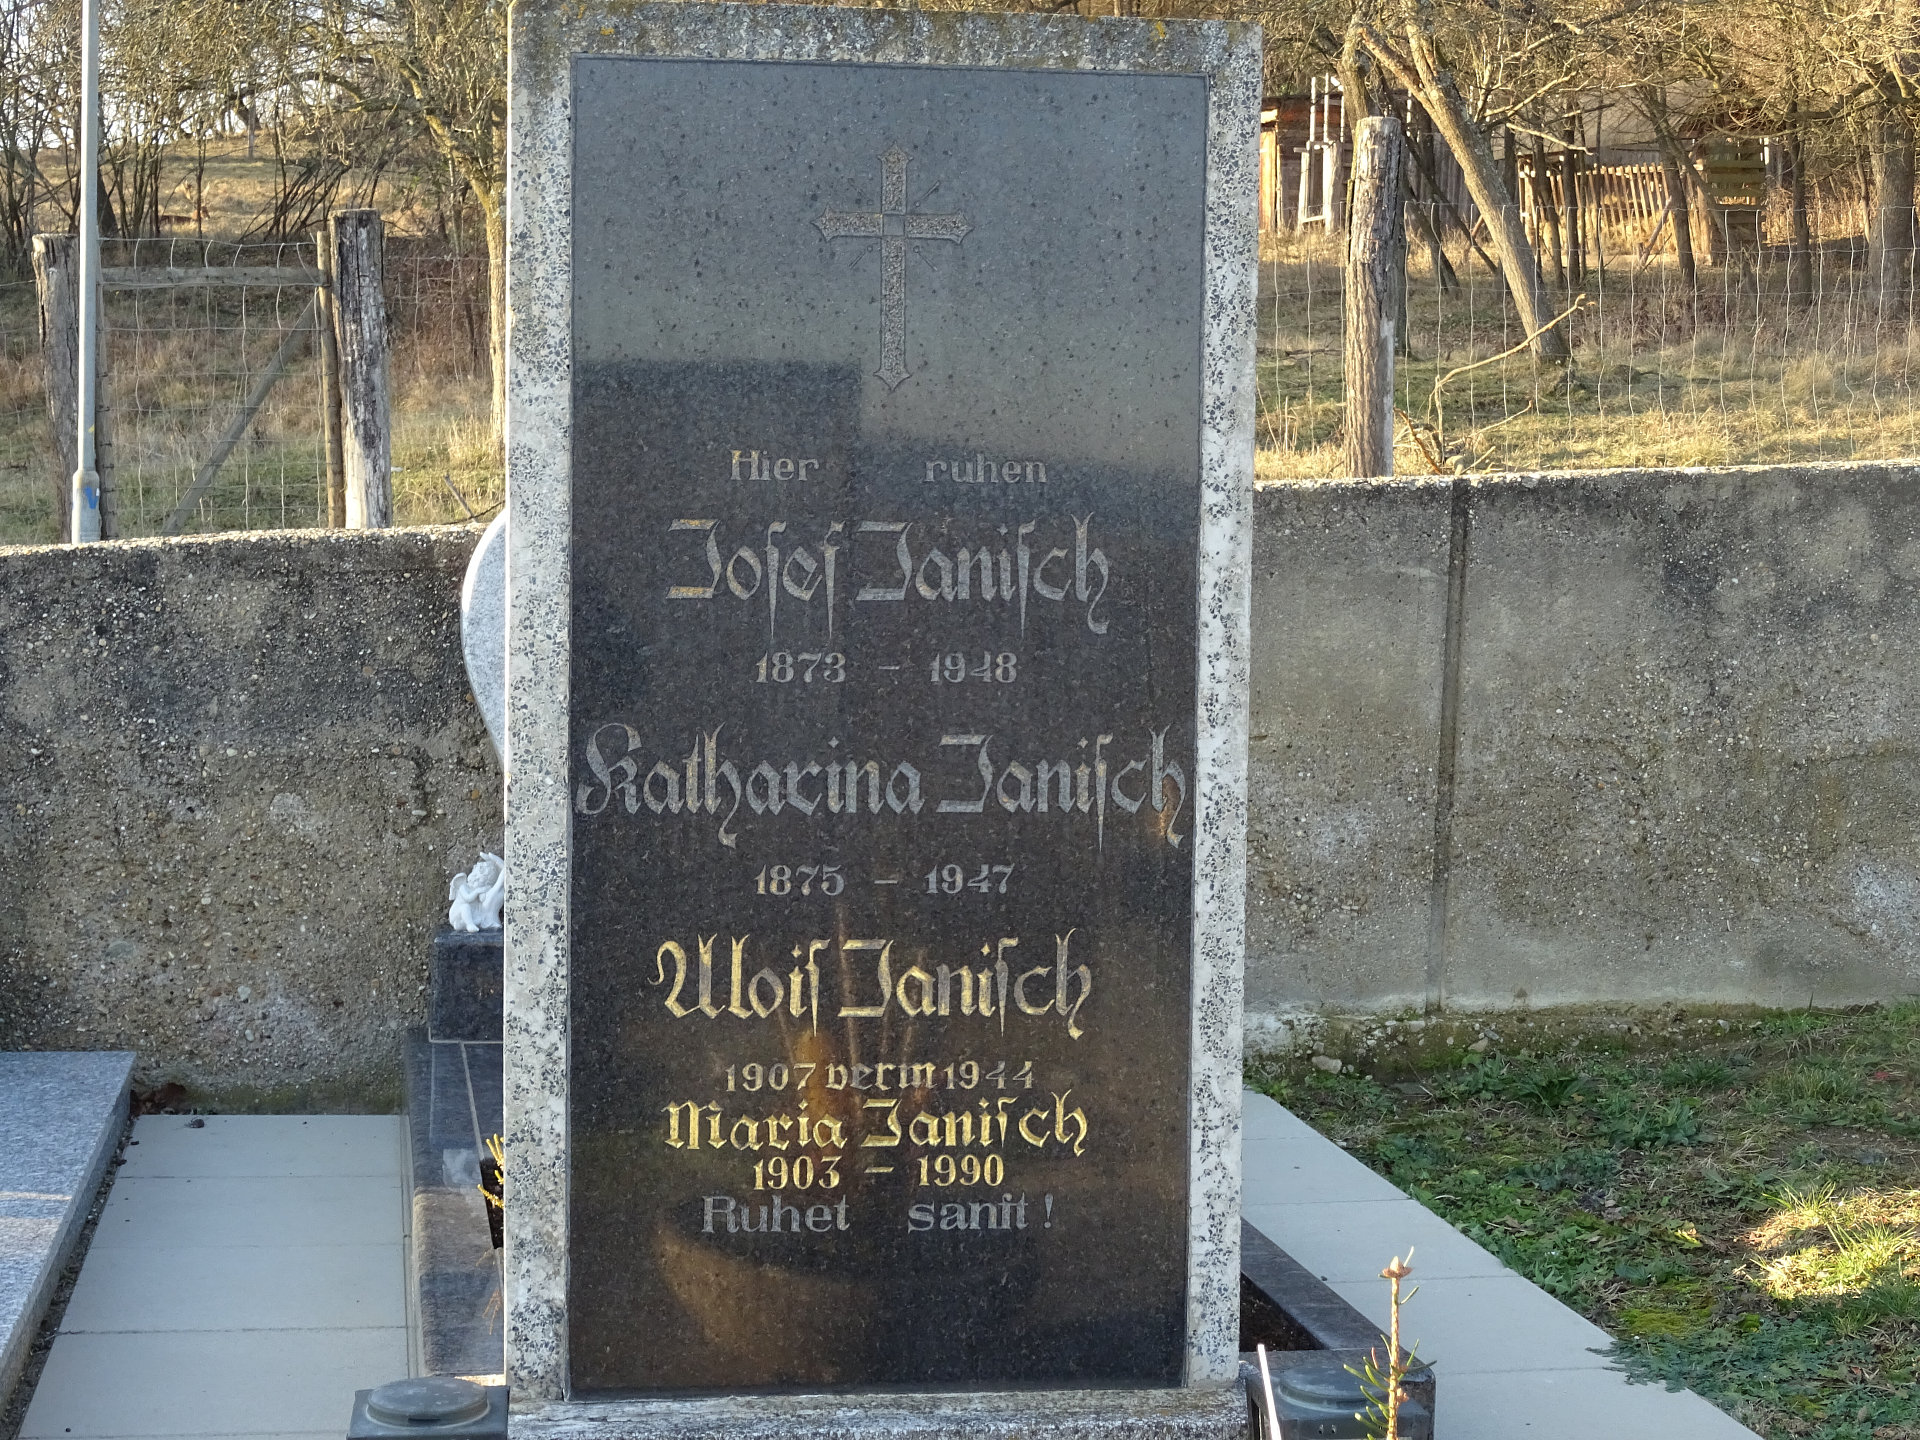 Hier ruhen
Josef Janisch
1873 – 1948
Katharina Janisch
1875 – 1947
Alois Janisch
1907 verm 1944
Maria Janisch
1903 – 1990
Ruhet sanft!